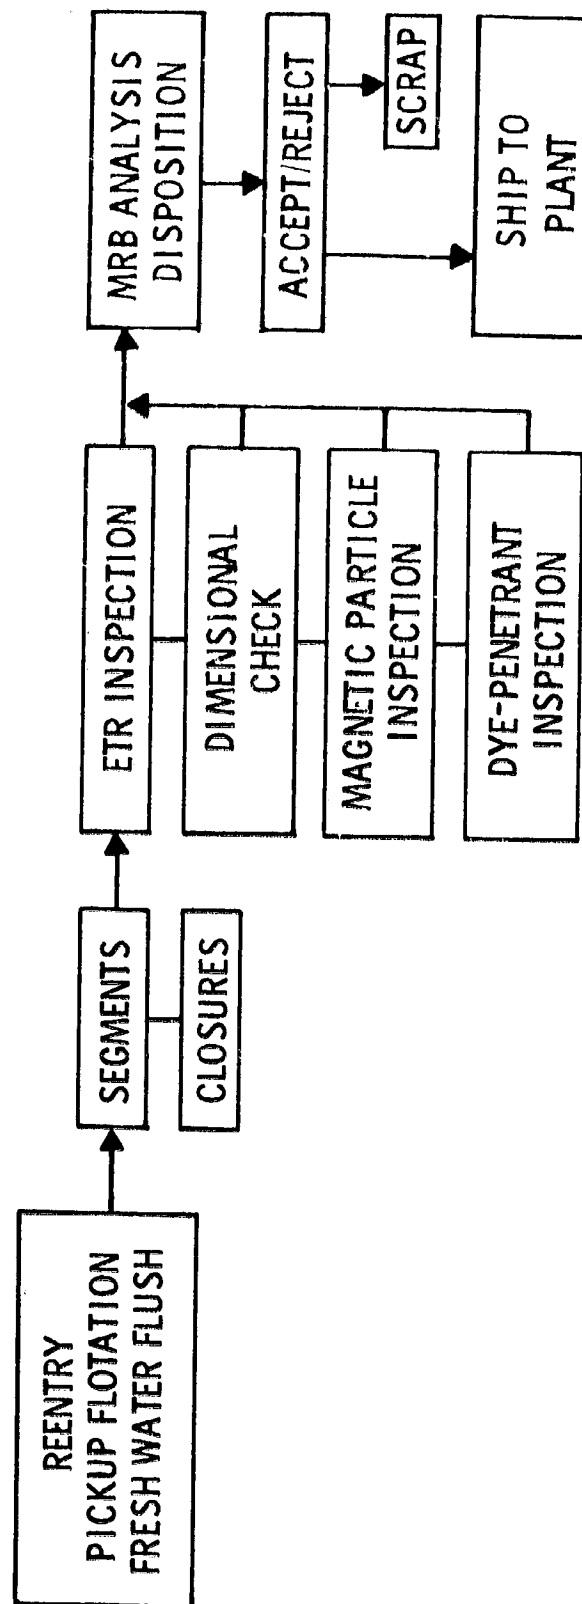 REENTRY
PICKUP FLOTATION
FRESH WATER FLUSH
SEGMENTS
CLOSURES
ETR INSPECTION
DIMENSIONAL
CHECK
MAGNETIC PARTICLE
INSPECTION
DYE-PENETRANT
INSPECTION
MRB ANALYSIS
DISPOSITION
ACCEPT/REJECT
SCRAP
SHIP TO
PLANT